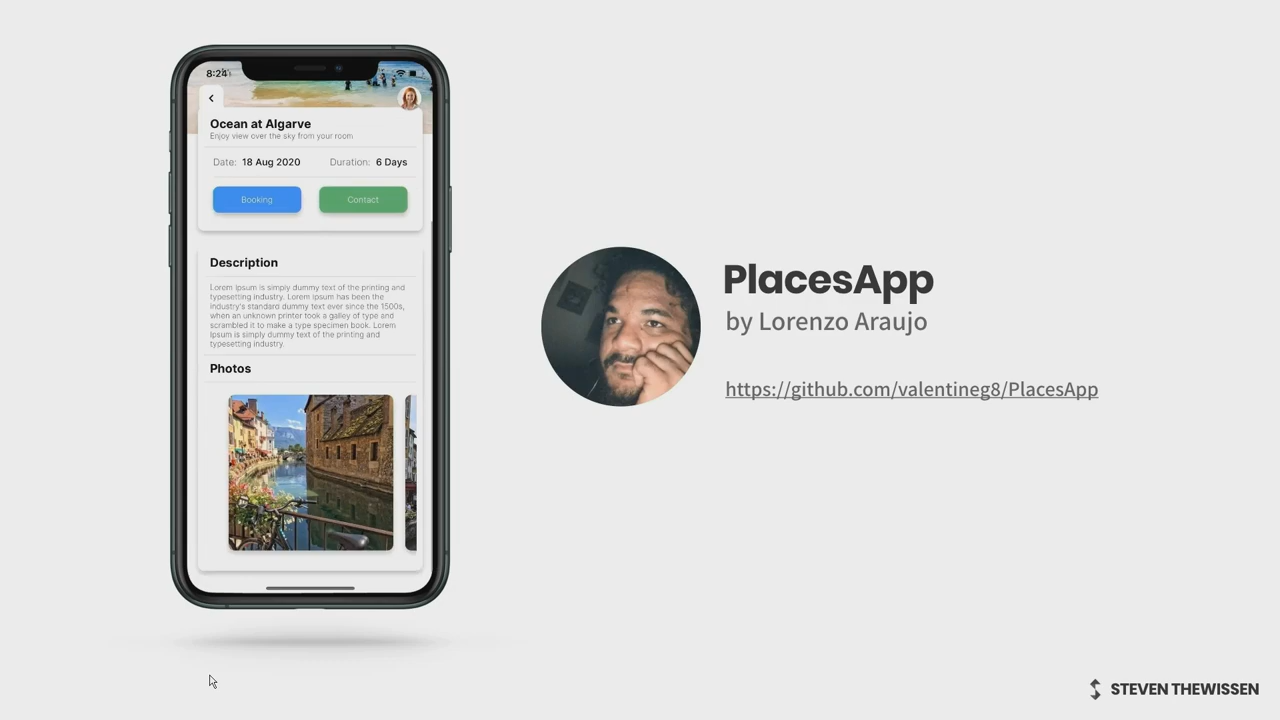 8:24
Ocean at Algarve
Enjoy view over the sky from your room
Date: 18 Aug 2020 Duration: 6 Days
Booking Contact
Description
Lorem Ipsum is simply dummy text of the printing and
typesetting industry. Lorem Ipsum has been the
industry's standard dummy text ever since the 1500s,
when an unknown printer took a galley of type and
scrambled it to make a type specimen book. Lorem
Ipsum is simply dummy text of the printing and
typesetting industry.
Photos
PlacesApp
by Lorenzo Araujo
https://github.com/valentineg8/PlacesApp
STEVEN THEWISSEN